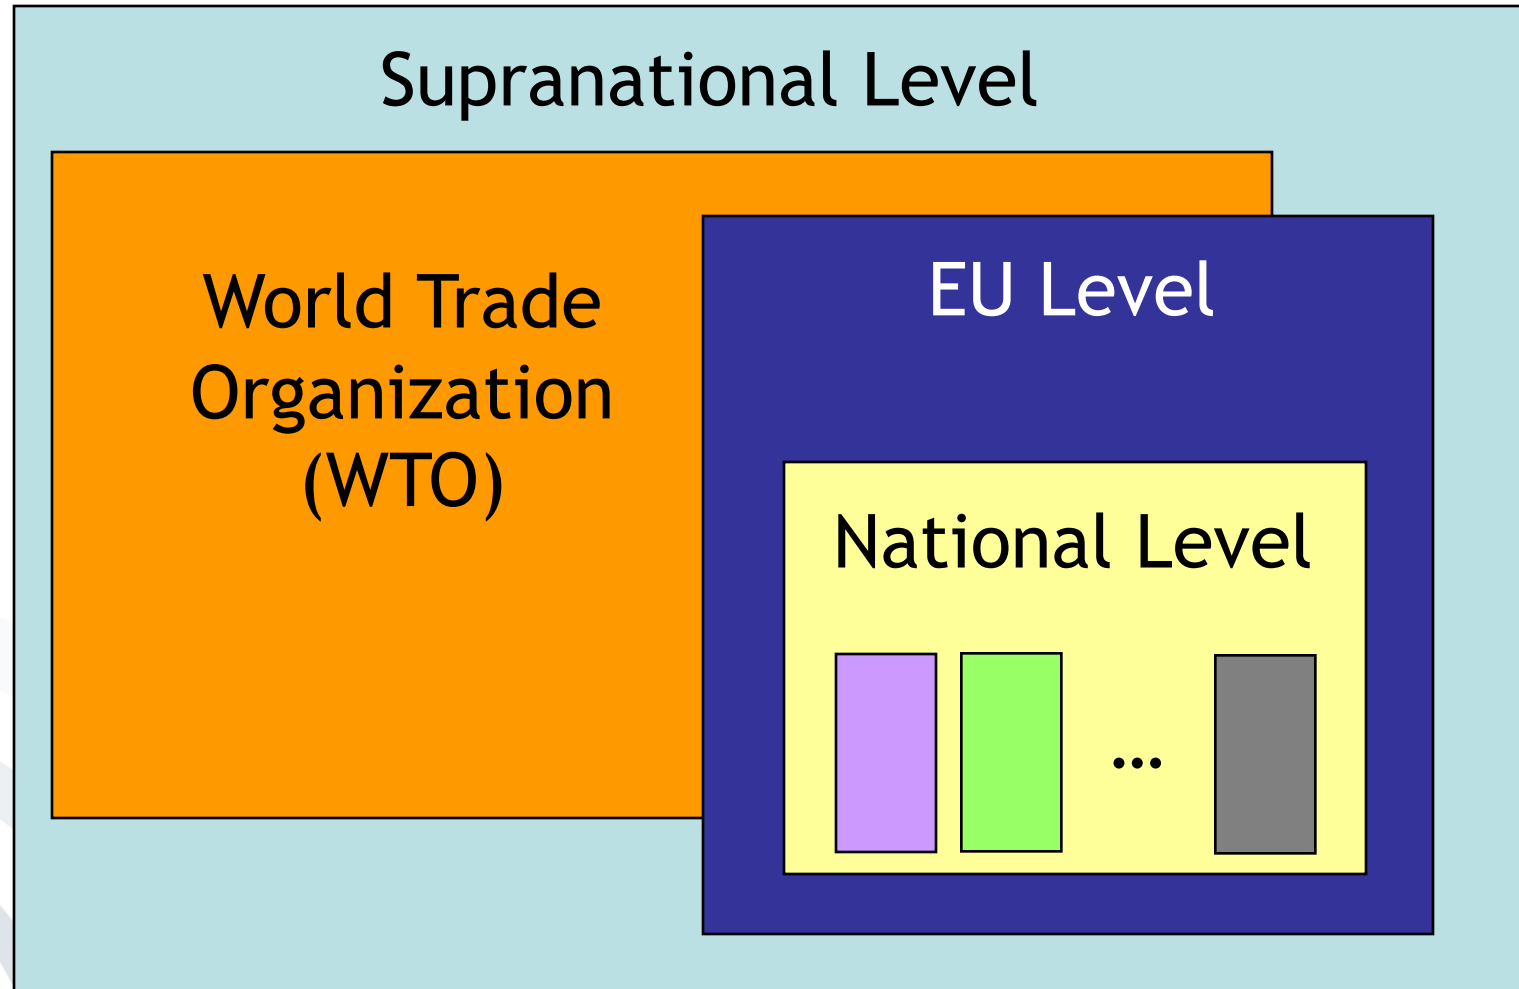 Supranational Level
World Trade
Organization
(WTO)
EU Level
National Level
...